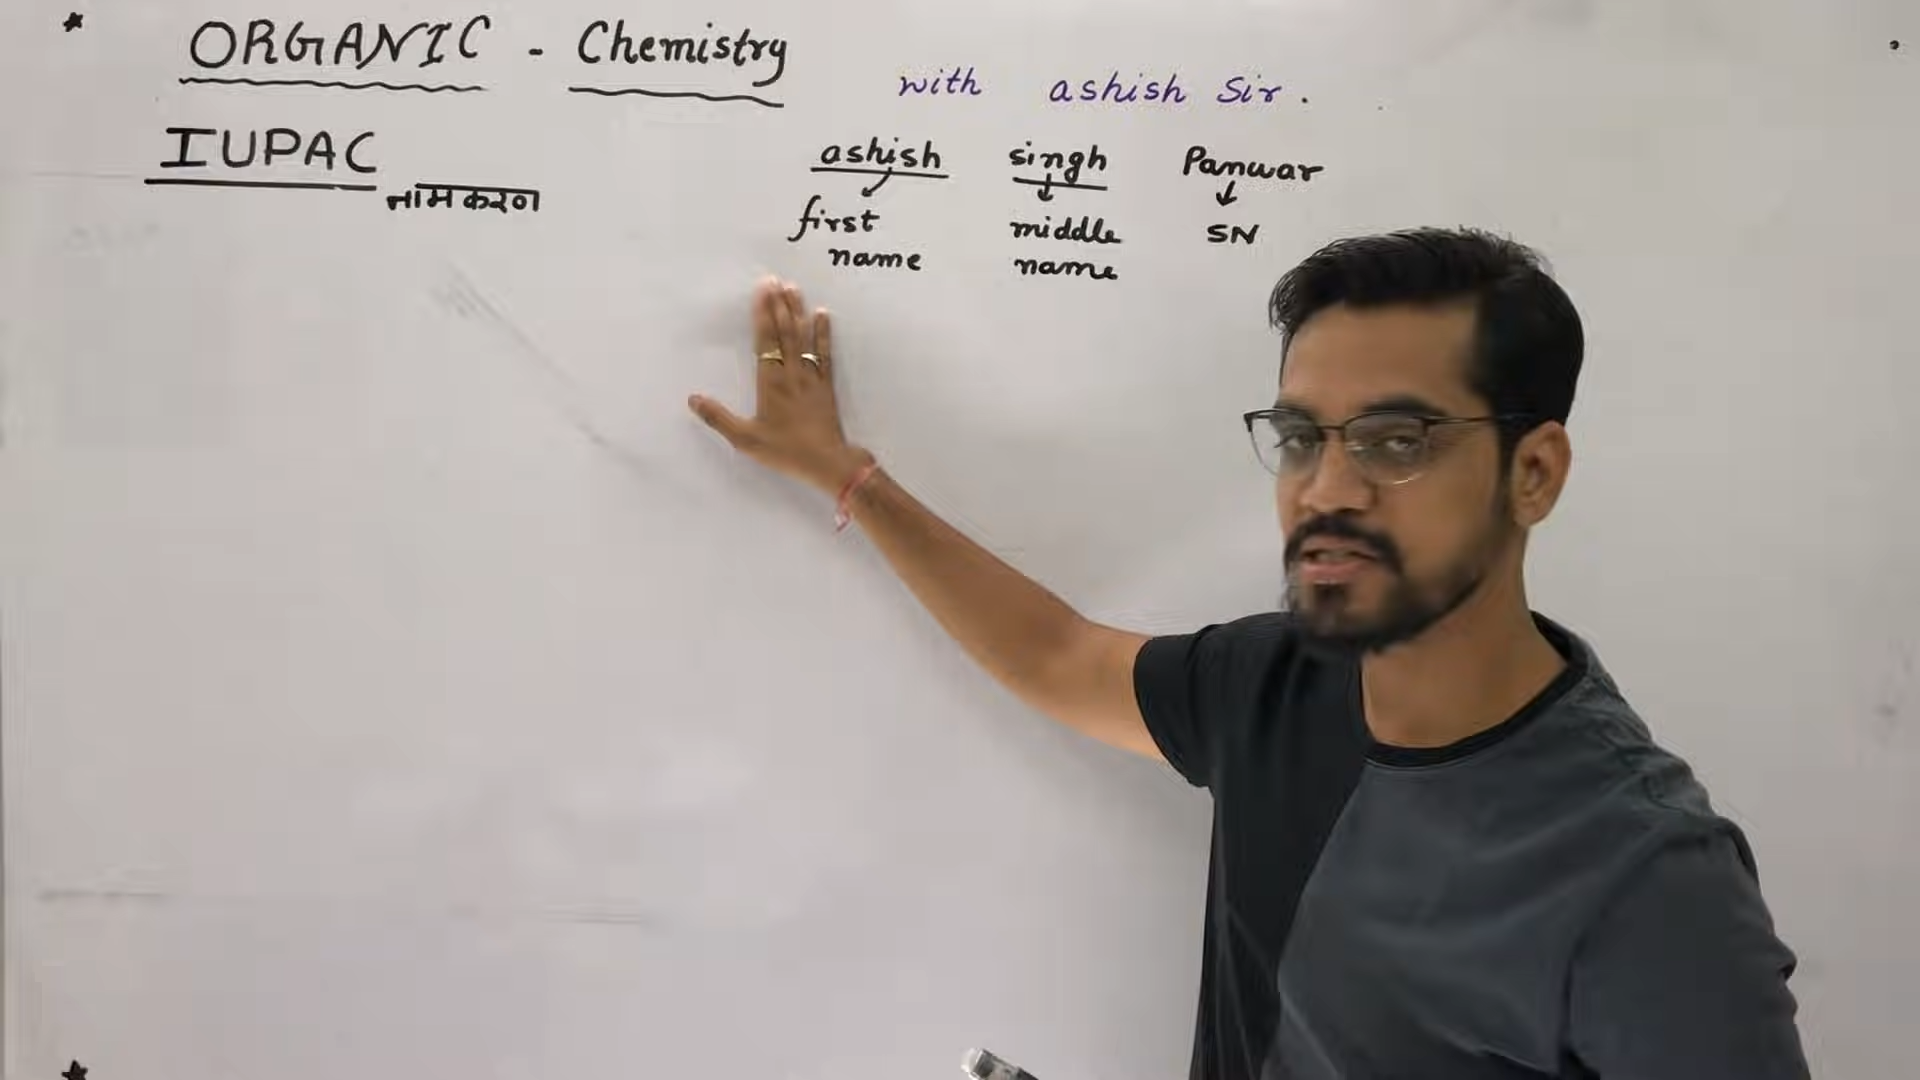 ORGANIC - Chemistry
with ashish Sir.
IUPAC
नामकरण
ashish singh Panwar
first middle SN
name name